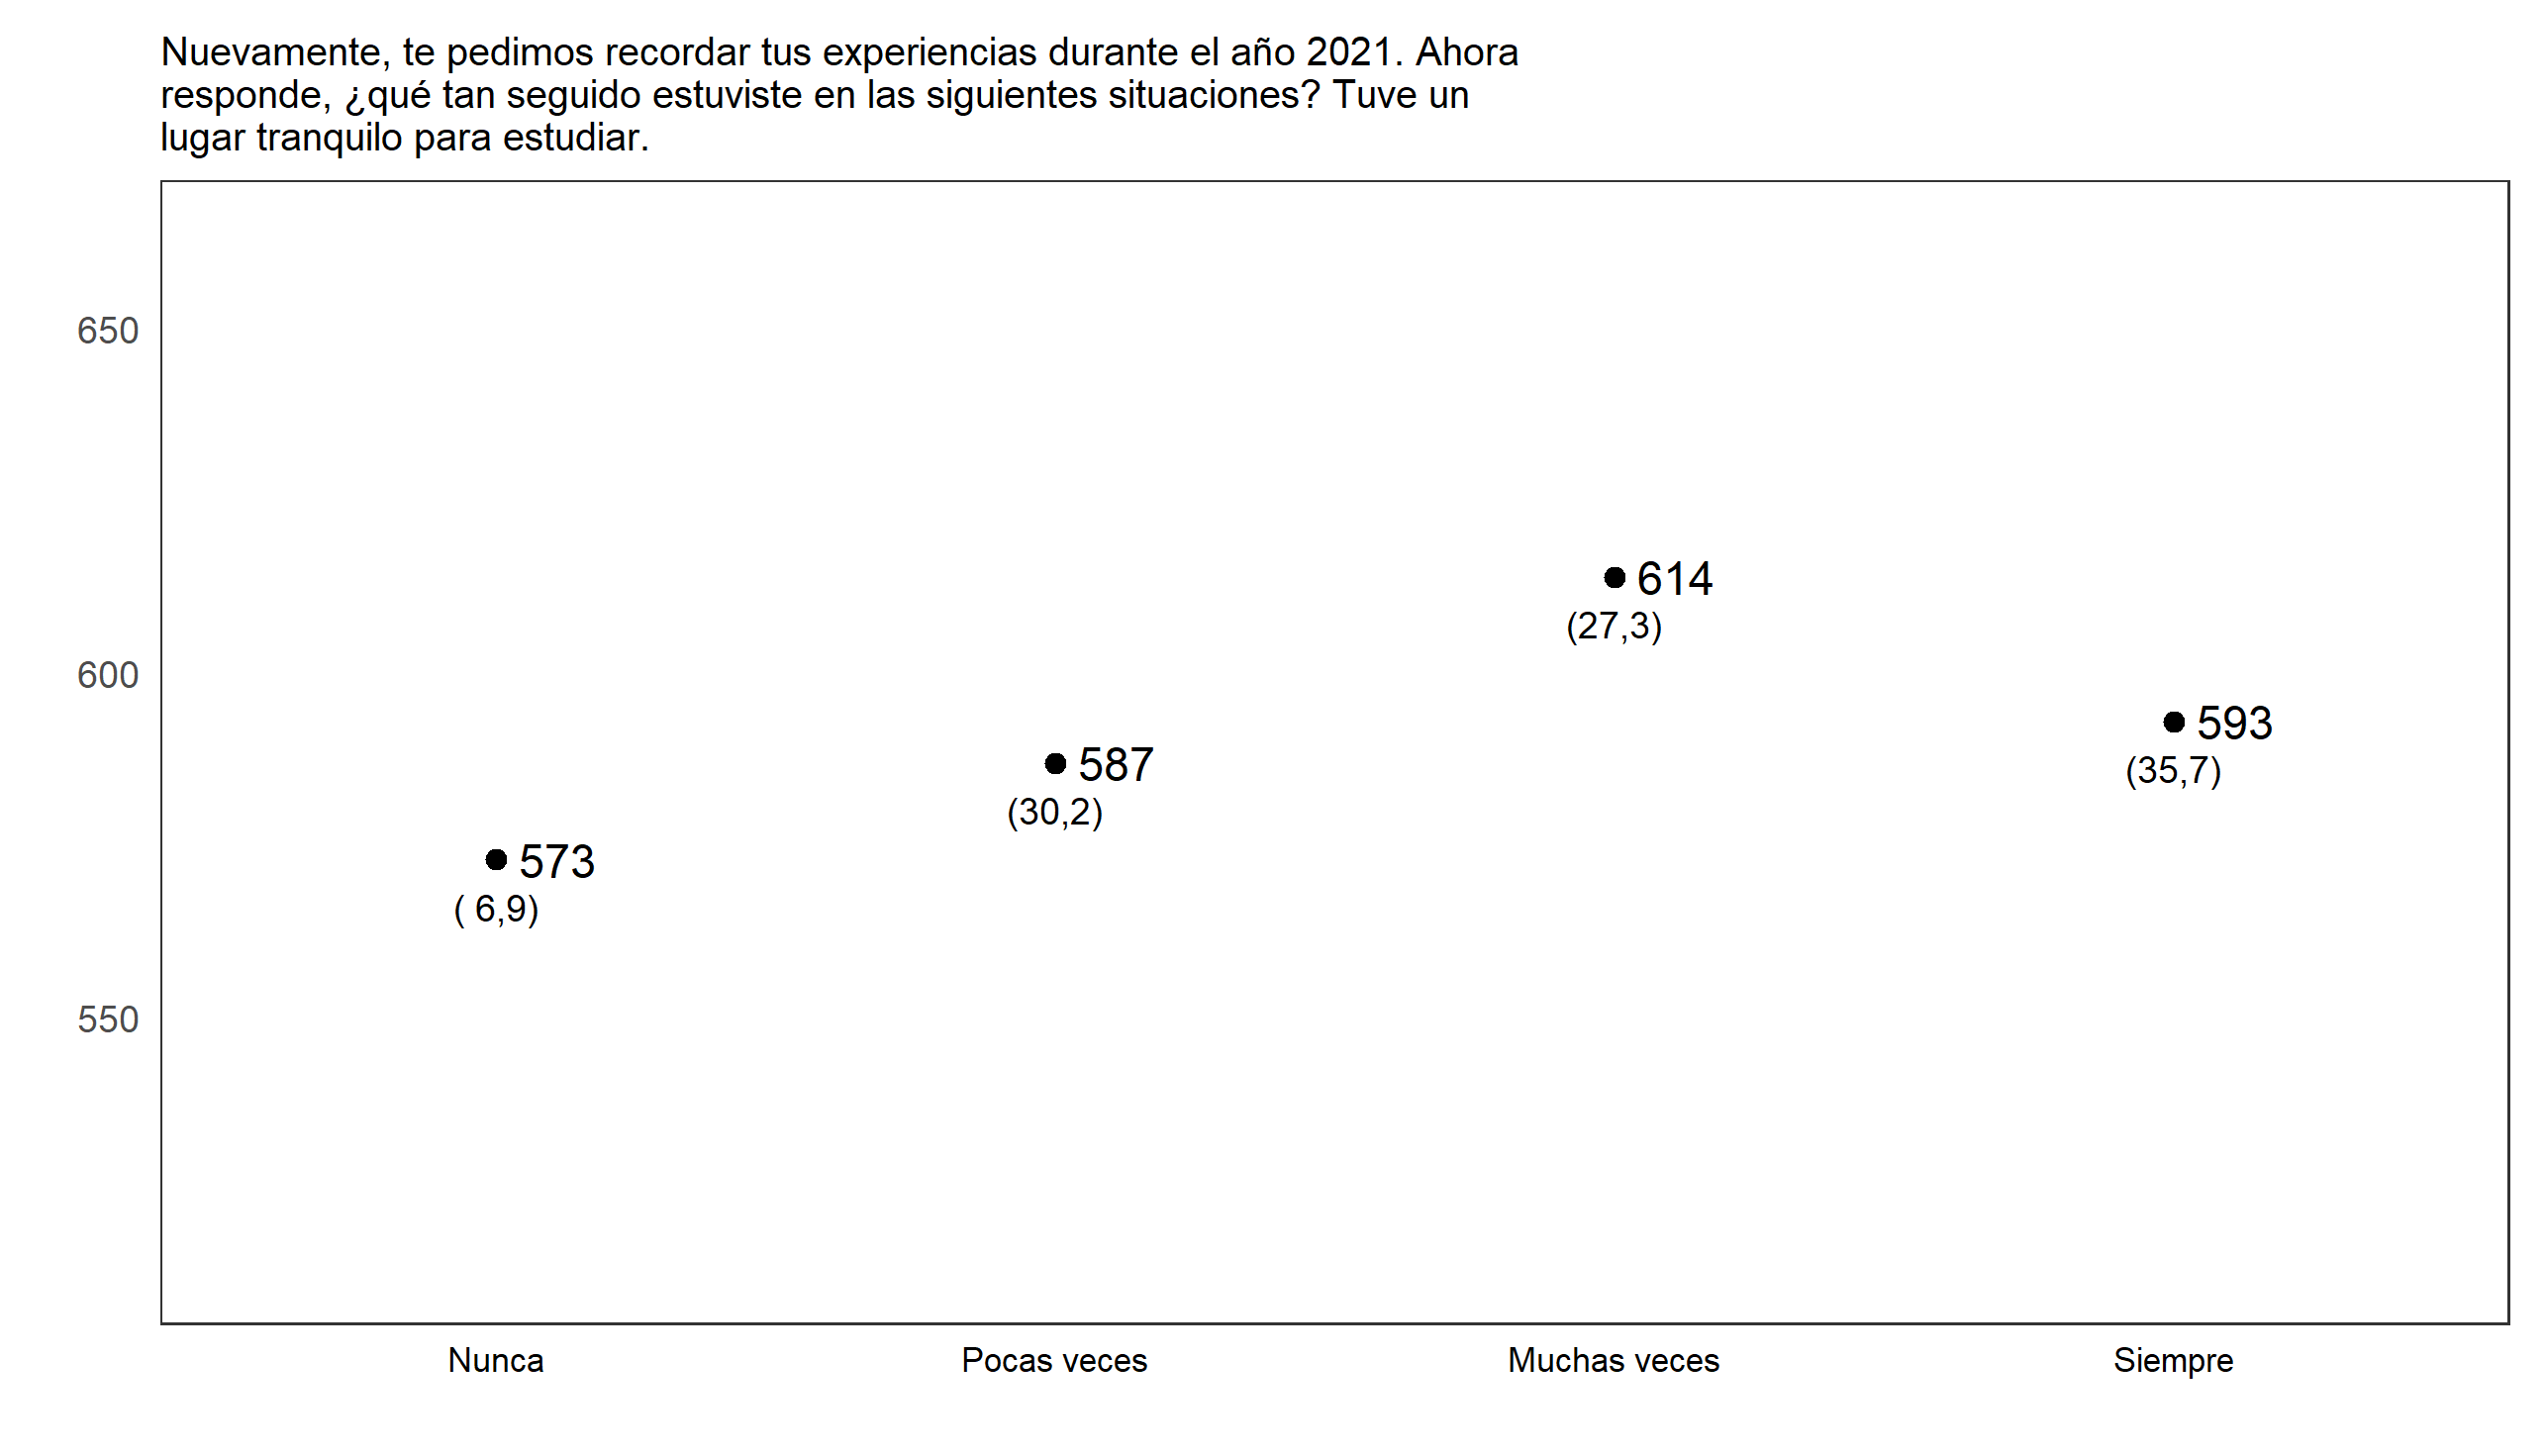 Nuevamente, te pedimos recordar tus experiencias durante el año 2021. Ahora
responde, ¿qué tan seguido estuviste en las siguientes situaciones? Tuve un
lugar tranquilo para estudiar.
650
614
(27,3)
600
593
(35,7)
587
(30,2)
573
( 6,9)
550
Nunca
Pocas veces
Muchas veces
Siempre